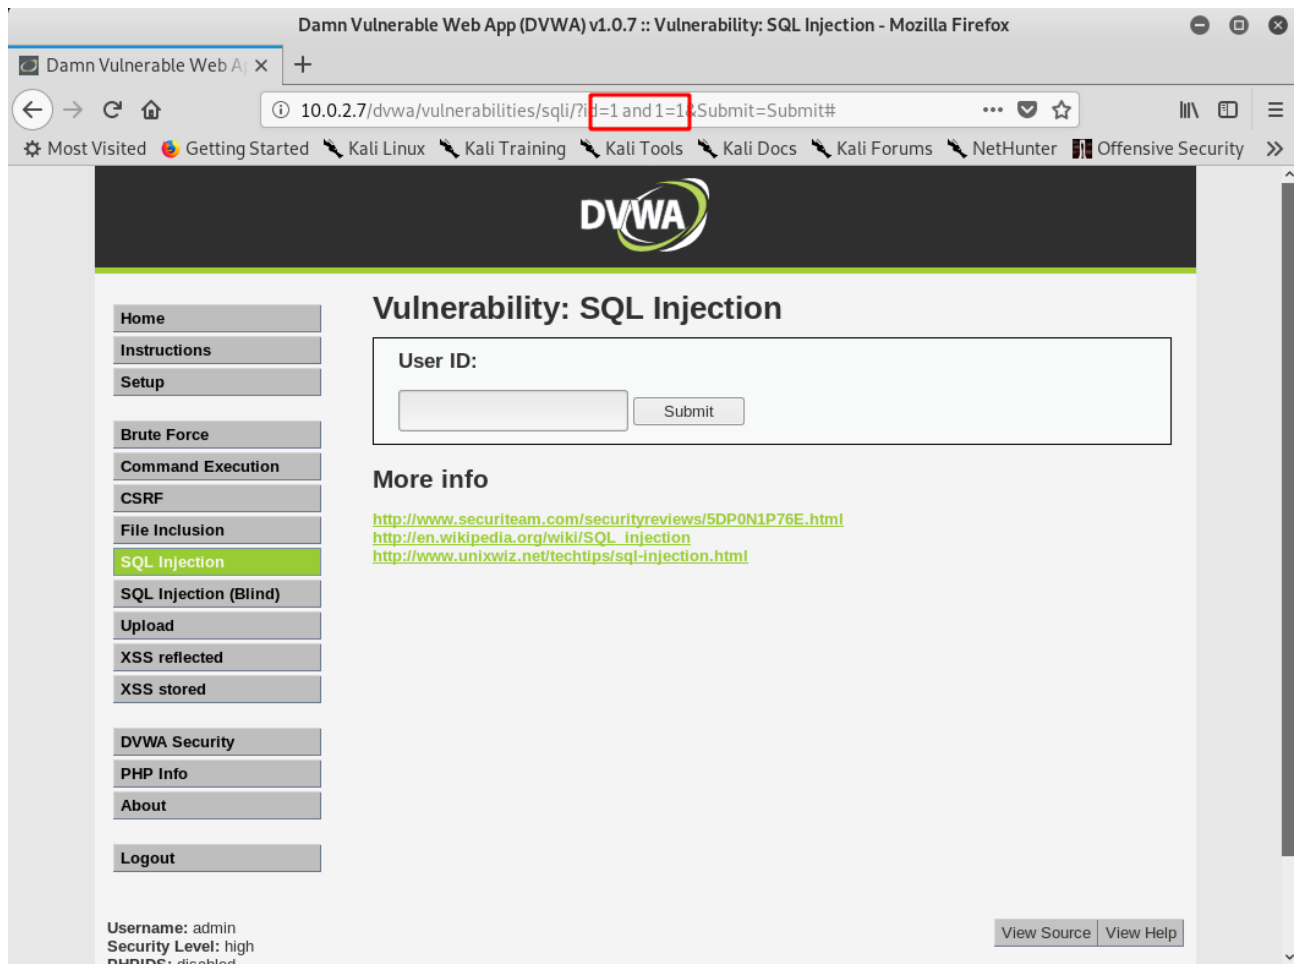 Damn Vulnerable Web App (DVWA) v1.0.7 :: Vulnerability: SQL Injection - Mozilla Firefox
Damn Vulnerable Web A
10.0.2.7/dvwa/vulnerabilities/sqli/?id=1 and 1=1&Submit=Submit#
Most Visited Getting Started Kali Linux Kali Training Kali Tools Kali Docs Kali Forums NetHunter Offensive Security
DVWA
Vulnerability: SQL Injection
User ID:
Submit
More info
http://www.securiteam.com/securityreviews/5DP0N1P76E.html
http://en.wikipedia.org/wiki/SQL_injection
http://www.unixwiz.net/techtips/sql-injection.html
Home
Instructions
Setup
Brute Force
Command Execution
CSRF
File Inclusion
SQL Injection
SQL Injection (Blind)
Upload
XSS reflected
XSS stored
DVWA Security
PHP Info
About
Logout
Username: admin
Security Level: high
PHPIDS: disabled
View Source View Help